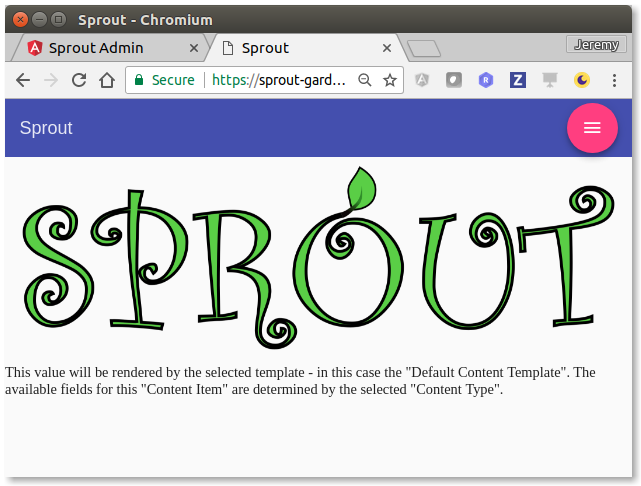 Sprout - Chromium
Sprout Admin
Sprout
Jeremy
Secure
https://sprout-gard...
R
Z
Sprout
SPROUT
This value will be rendered by the selected template - in this case the "Default Content Template". The
available fields for this "Content Item" are determined by the selected "Content Type".